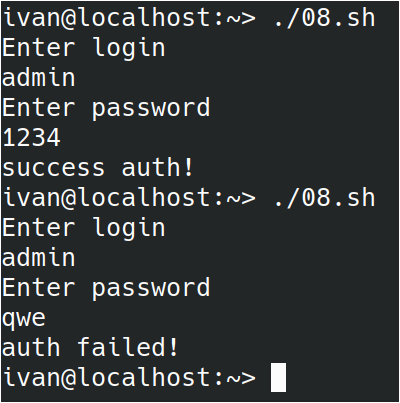 ivan@localhost:~> ./08.sh
Enter login
admin
Enter password
1234
success auth!
ivan@localhost:~> ./08.sh
Enter login
admin
Enter password
qwe
auth failed!
ivan@localhost:~>